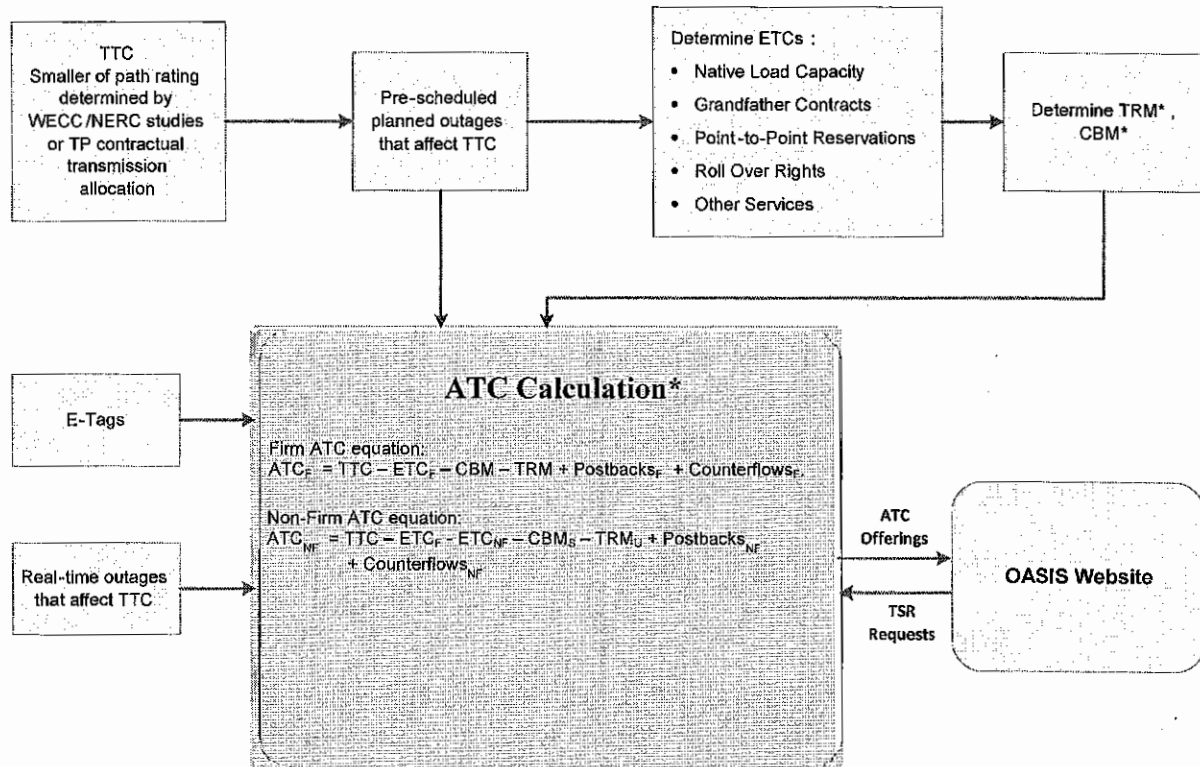 TTC
Smaller of path rating
determined by
WECC/NERC studies
or TP contractual
transmission
allocation
Pre-scheduled
planned outages
that affect TTC
Determine ETCs :
• Native Load Capacity
• Grandfather Contracts
• Point-to-Point Reservations
• Roll Over Rights
• Other Services
Determine TRM* ,
CBM*
E-Tags
Real-time outages
that affect TTC
ATC Calculation*
Firm ATC equation:
ATC_F = TTC – ETC_F – CBM – TRM + Postbacks_F + Counterflows_F
Non-Firm ATC equation:
ATC_NF = TTC – ETC_F - ETC_NF – CBM_S – TRM_U + Postbacks_NF
+ Counterflows_NF
ATC
Offerings
TSR
Requests
OASIS Website